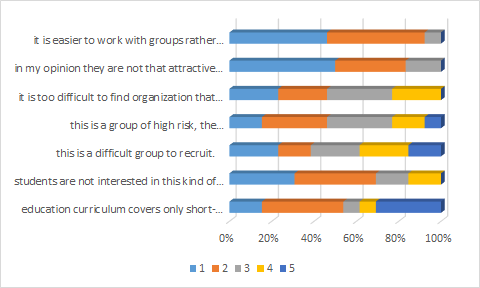 it is easier to work with groups rather...
in my opinion they are not that attractive...
it is too difficult to find organization that...
this is a group of high risk, the...
this is a difficult group to recruit.
students are not interested in this kind of...
education curriculum covers only short-...
0% 20% 40% 60% 80% 100%
1 2 3 4 5